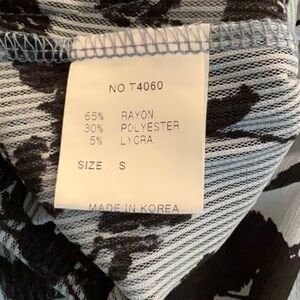 NO T4060
65% RAYON
30% POLYESTER
5% LYCRA
SIZE S
MADE IN KOREA